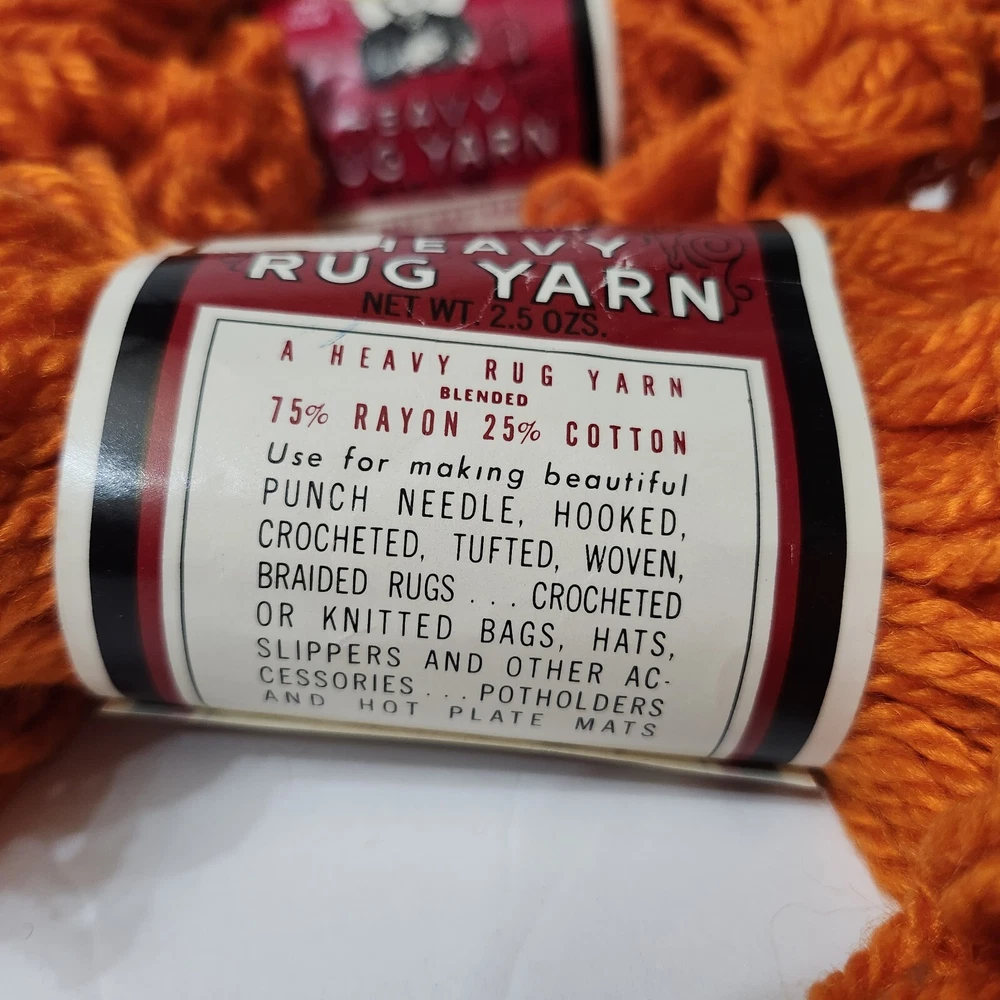 HEAVY
RUG YARN
HEAVY
RUG YARN
NET WT. 2.5 OZS.
A HEAVY RUG YARN
BLENDED
75% RAYON 25% COTTON
Use for making beautiful
PUNCH NEEDLE, HOOKED,
CROCHETED, TUFTED, WOVEN,
BRAIDED RUGS . . . CROCHETED
OR KNITTED BAGS, HATS,
SLIPPERS AND OTHER AC-
CESSORIES . . . POTHOLDERS
AND HOT PLATE MATS